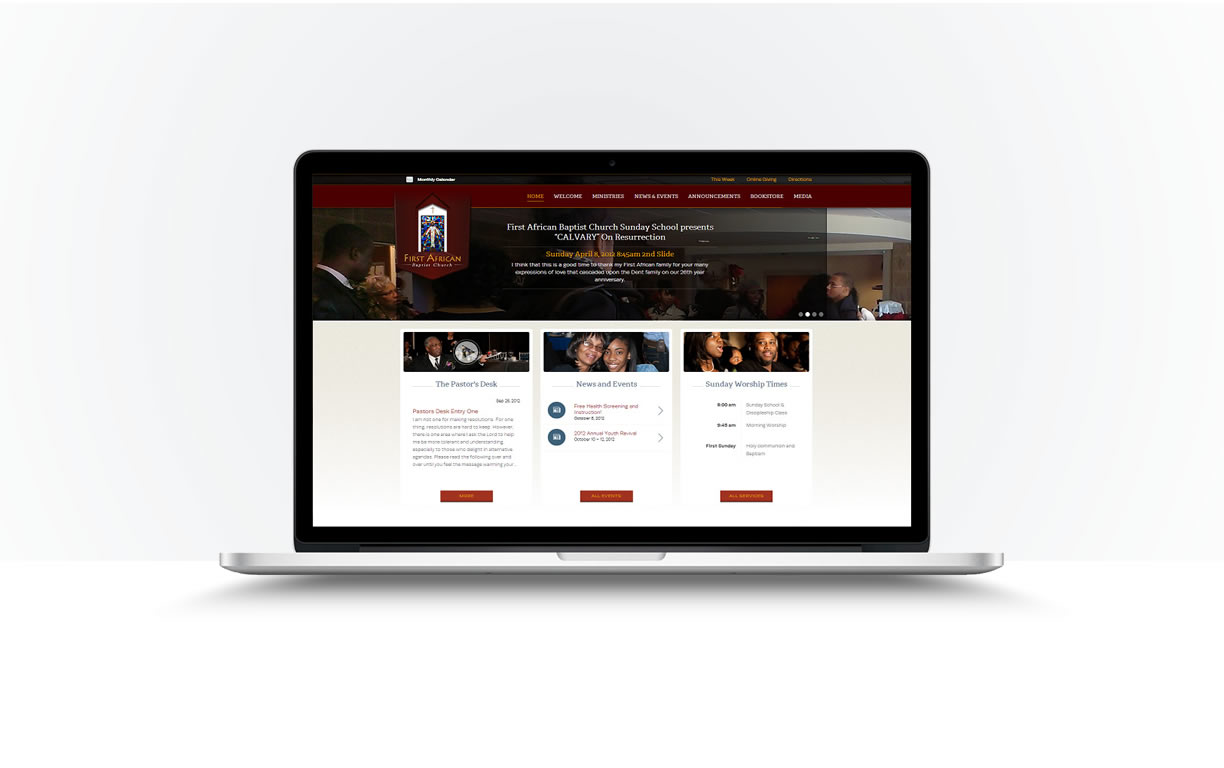 Monthly Calendar
This Week Online Giving Directions
HOME WELCOME MINISTRIES NEWS & EVENTS ANNOUNCEMENTS BOOKSTORE MEDIA
First African
Baptist Church
First African Baptist Church Sunday School presents
"CALVARY" On Resurrection
Sunday April 8, 2012 8:45am 2nd Slide
I think that this is a good time to thank my First African family for your many
expressions of love that cascaded upon the Dent family on our 26th year
anniversary.
The Pastor's Desk
Sep 26, 2012
Pastors Desk Entry One
I am not one for making resolutions. For one
thing, resolutions are hard to keep. However,
there is one area where I ask the Lord to help
me be more tolerant and understanding,
especially to those who delight in alternative
agendas. Please read the following over and
over until you feel the message warming your...
MORE
News and Events
Free Health Screening and
Instruction!
October 6, 2012
2012 Annual Youth Revival
October 10 - 12, 2012
ALL EVENTS
Sunday Worship Times
Sunday School &
Discipleship Class
9:45 am Morning Worship
First Sunday Holy communion and
Baptism
ALL SERVICES